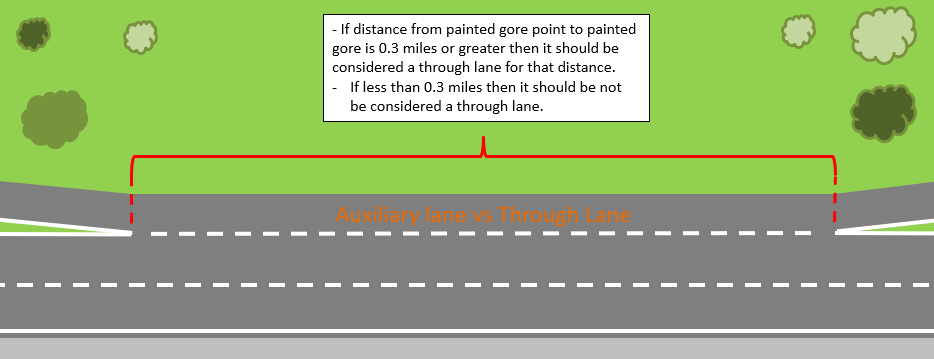 - If distance from painted gore point to painted
gore is 0.3 miles or greater then it should be
considered a through lane for that distance.
- If less than 0.3 miles then it should be not
be considered a through lane.
Auxiliary lane vs Through Lane